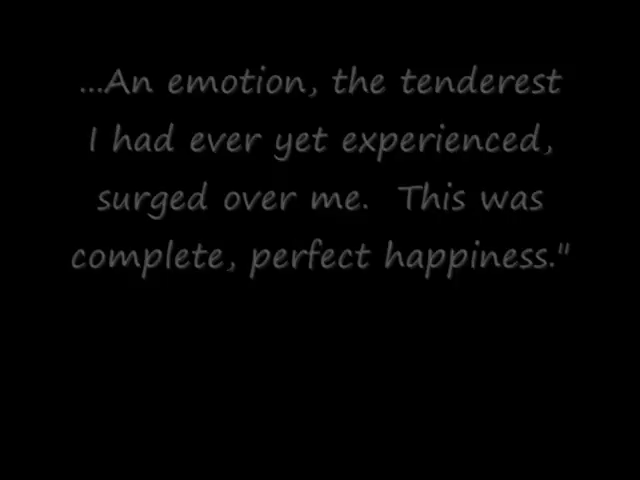 ...An emotion, the tenderest
I had ever yet experienced,
surged over me.  This was
complete, perfect happiness."